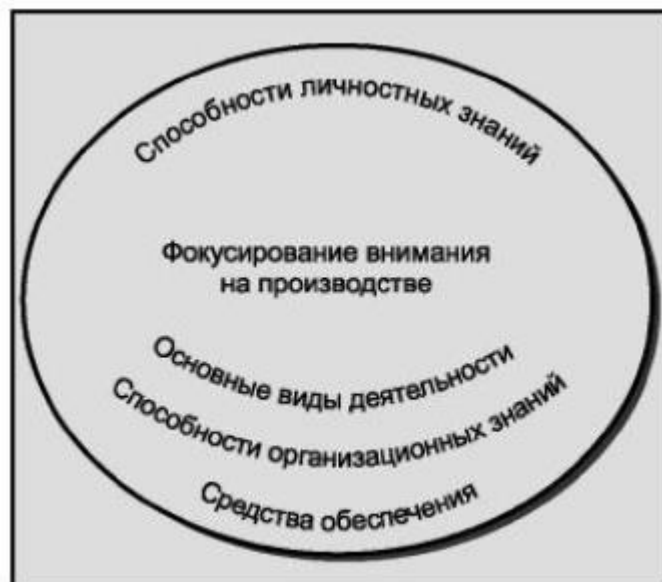 Способности личностных знаний
Фокусирование внимания
на производстве
Основные виды деятельности
Способности организационных знаний
Средства обеспечения